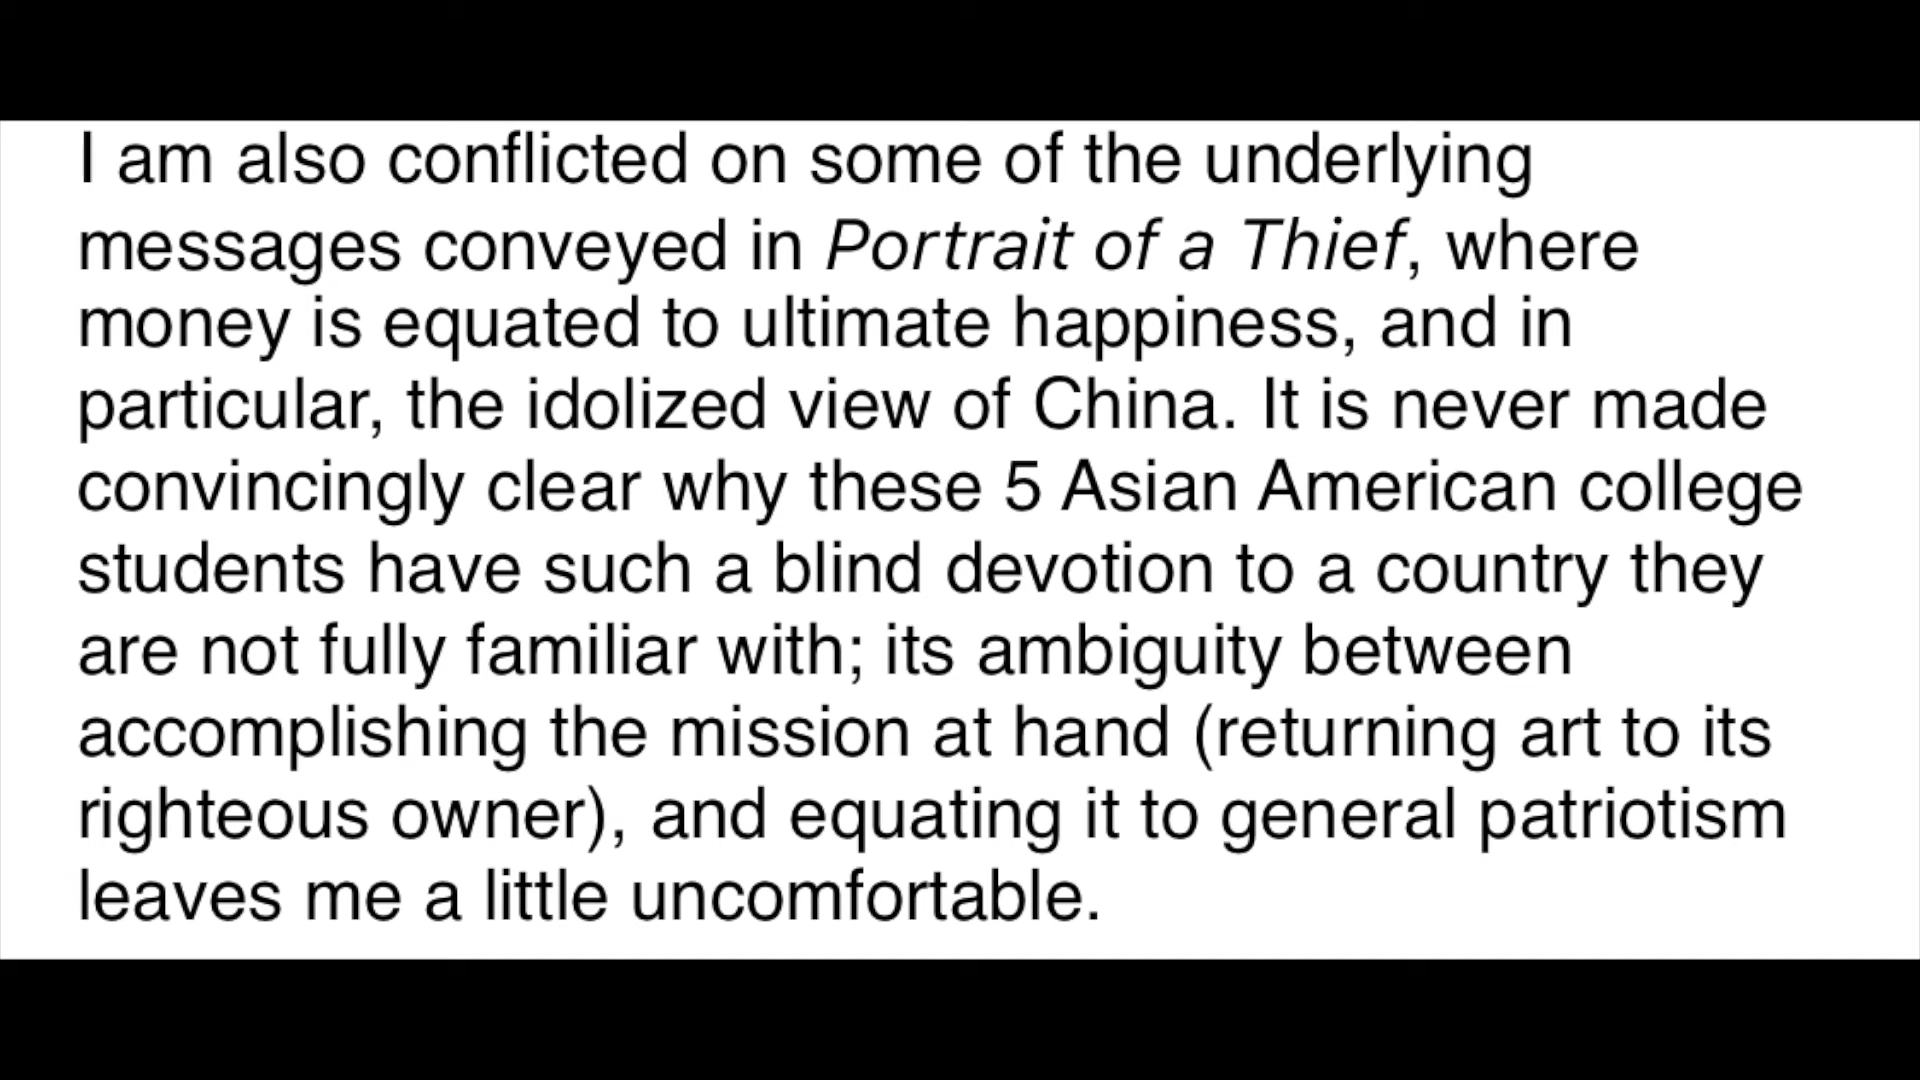 I am also conflicted on some of the underlying
messages conveyed in Portrait of a Thief, where
money is equated to ultimate happiness, and in
particular, the idolized view of China. It is never made
convincingly clear why these 5 Asian American college
students have such a blind devotion to a country they
are not fully familiar with; its ambiguity between
accomplishing the mission at hand (returning art to its
righteous owner), and equating it to general patriotism
leaves me a little uncomfortable.